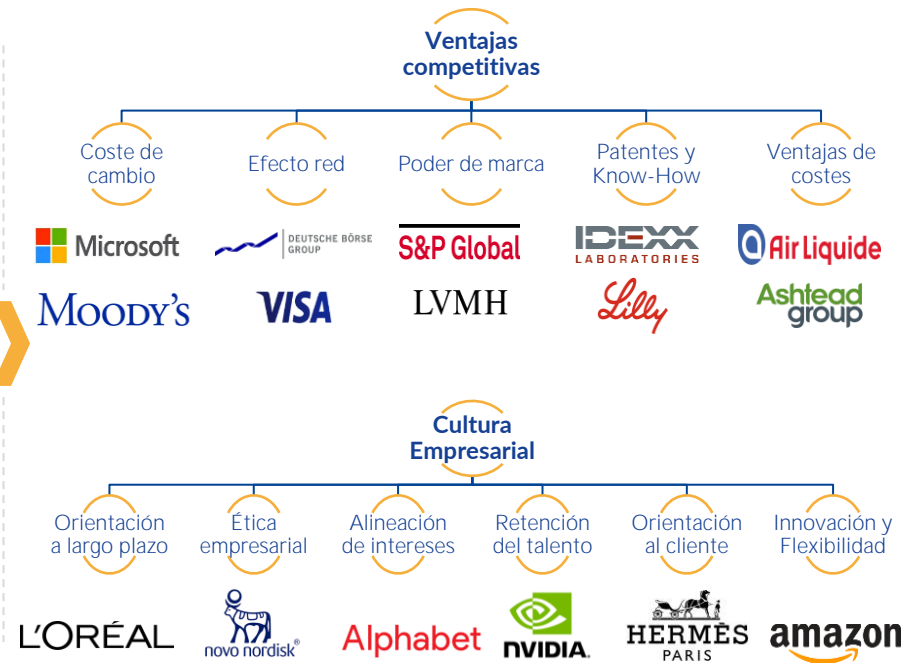 Ventajas
competitivas
Coste de
cambio
Efecto red
Poder de marca
Patentes y
Know-How
Ventajas de
costes
Microsoft
DEUTSCHE BÖRSE
GROUP
S&P Global
IDEXX
LABORATORIES
Air Liquide
MOODY'S
VISA
LVMH
Lilly
Ashtead
group
Cultura
Empresarial
Orientación
a largo plazo
Ética
empresarial
Alineación
de intereses
Retención
del talento
Orientación
al cliente
Innovación y
Flexibilidad
L'ORÉAL
novo nordisk®
Alphabet
NVIDIA.
HERMÈS
PARIS
amazon